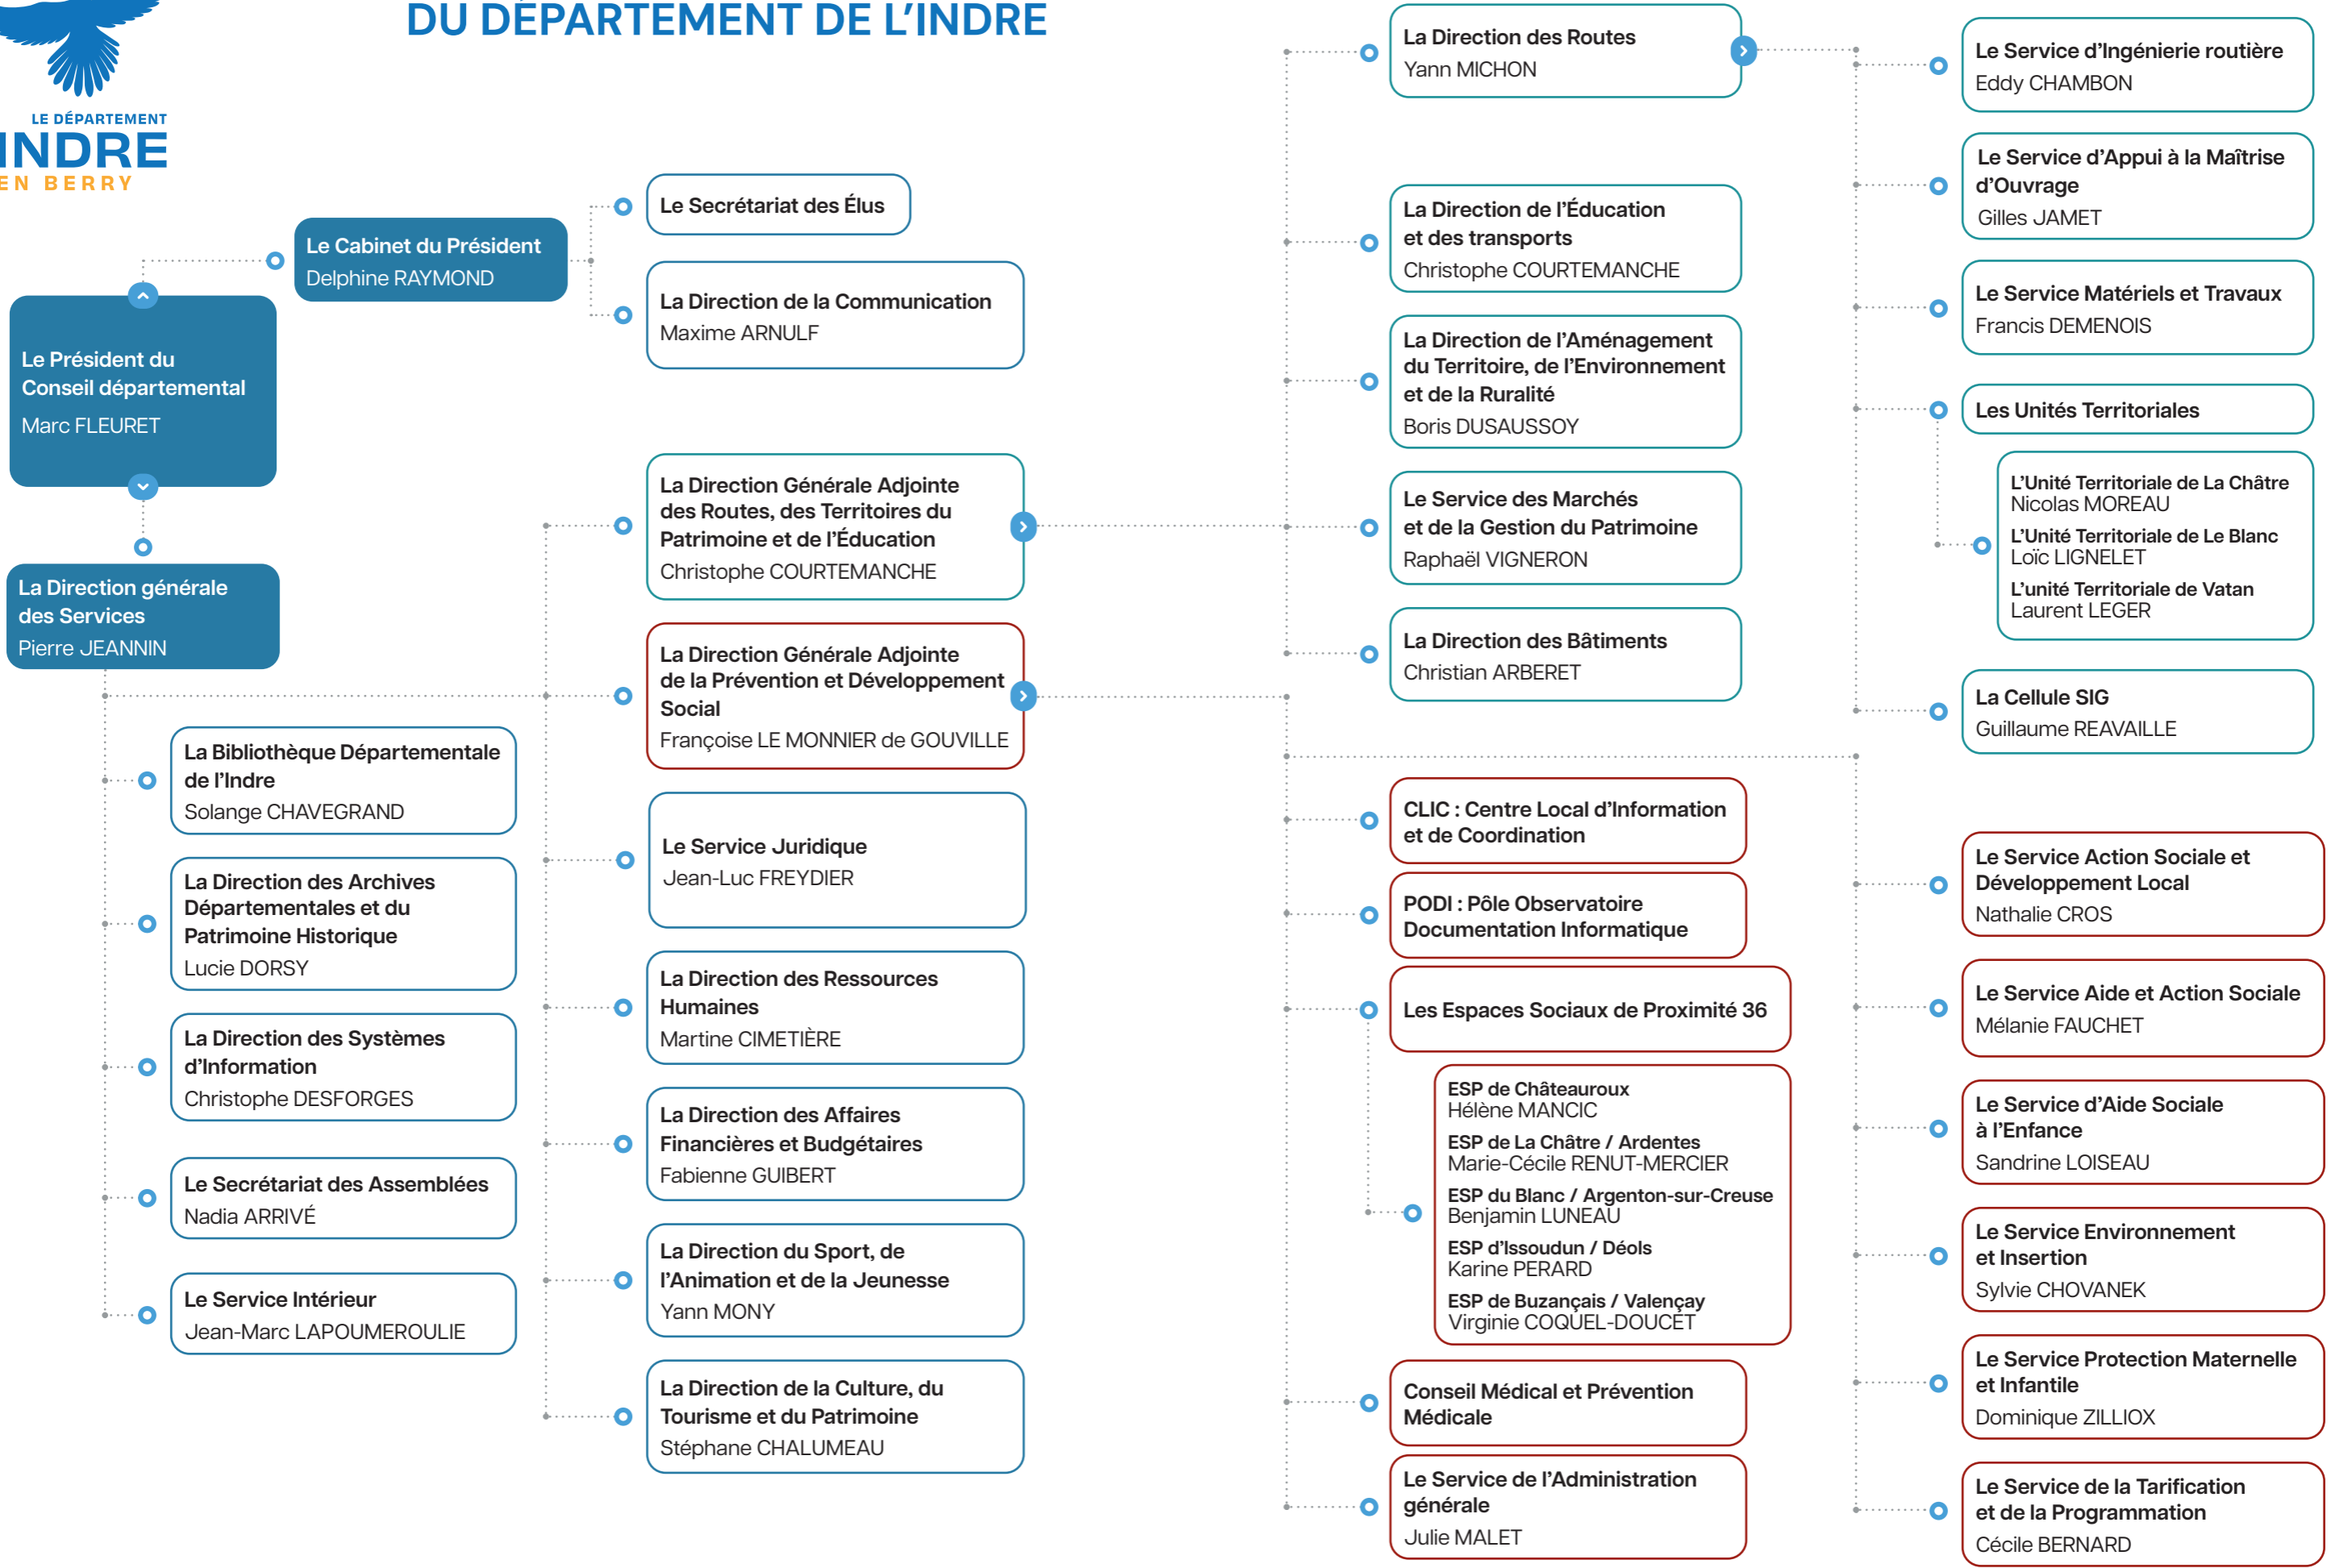 DU DÉPARTEMENT DE L'INDRE
LE DÉPARTEMENT
INDRE
EN BERRY
Le Président du
Conseil départemental
Marc FLEURET
Le Cabinet du Président
Delphine RAYMOND
Le Secrétariat des Élus
La Direction de la Communication
Maxime ARNULF
La Direction générale
des Services
Pierre JEANNIN
La Bibliothèque Départementale
de l'Indre
Solange CHAVEGRAND
La Direction des Archives
Départementales et du
Patrimoine Historique
Lucie DORSY
La Direction des Systèmes
d'Information
Christophe DESFORGES
Le Secrétariat des Assemblées
Nadia ARRIVÉ
Le Service Intérieur
Jean-Marc LAPOUMEROULIE
La Direction Générale Adjointe
des Routes, des Territoires du
Patrimoine et de l'Éducation
Christophe COURTEMANCHE
La Direction Générale Adjointe
de la Prévention et Développement
Social
Françoise LE MONNIER de GOUVILLE
Le Service Juridique
Jean-Luc FREYDIER
La Direction des Ressources
Humaines
Martine CIMETIÈRE
La Direction des Affaires
Financières et Budgétaires
Fabienne GUIBERT
La Direction du Sport, de
l'Animation et de la Jeunesse
Yann MONY
La Direction de la Culture, du
Tourisme et du Patrimoine
Stéphane CHALUMEAU
La Direction des Routes
Yann MICHON
La Direction de l'Éducation
et des transports
Christophe COURTEMANCHE
La Direction de l'Aménagement
du Territoire, de l'Environnement
et de la Ruralité
Boris DUSAUSSOY
Le Service des Marchés
et de la Gestion du Patrimoine
Raphaël VIGNERON
La Direction des Bâtiments
Christian ARBERET
CLIC : Centre Local d'Information
et de Coordination
PODI : Pôle Observatoire
Documentation Informatique
Les Espaces Sociaux de Proximité 36
ESP de Châteauroux
Hélène MANCIC
ESP de La Châtre / Ardentes
Marie-Cécile RENUT-MERCIER
ESP du Blanc / Argenton-sur-Creuse
Benjamin LUNEAU
ESP d'Issoudun / Déols
Karine PERARD
ESP de Buzançais / Valençay
Virginie COQUEL-DOUCET
Conseil Médical et Prévention
Médicale
Le Service de l'Administration
générale
Julie MALET
Le Service d'Ingénierie routière
Eddy CHAMBON
Le Service d'Appui à la Maîtrise
d'Ouvrage
Gilles JAMET
Le Service Matériels et Travaux
Francis DEMENOIS
Les Unités Territoriales
L'Unité Territoriale de La Châtre
Nicolas MOREAU
L'Unité Territoriale de Le Blanc
Loïc LIGNELET
L'unité Territoriale de Vatan
Laurent LEGER
La Cellule SIG
Guillaume REAVAILLE
Le Service Action Sociale et
Développement Local
Nathalie CROS
Le Service Aide et Action Sociale
Mélanie FAUCHET
Le Service d'Aide Sociale
à l'Enfance
Sandrine LOISEAU
Le Service Environnement
et Insertion
Sylvie CHOVANEK
Le Service Protection Maternelle
et Infantile
Dominique ZILLIOX
Le Service de la Tarification
et de la Programmation
Cécile BERNARD